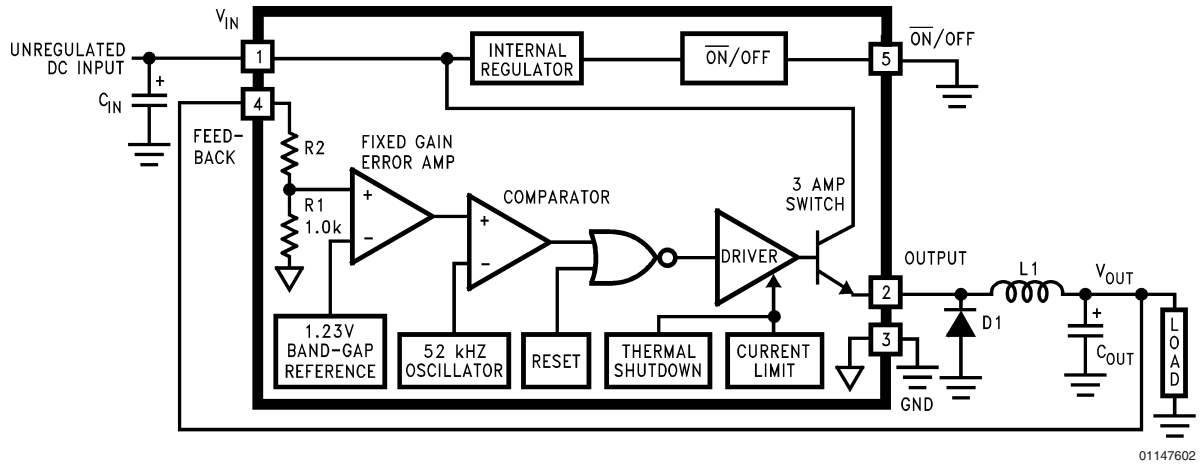 V_IN
UNREGULATED
DC INPUT
+
C_IN
1
4
FEED-
BACK
INTERNAL
REGULATOR
O̅N̅/OFF
5
O̅N̅/OFF
R2
R1
1.0k
FIXED GAIN
ERROR AMP
+
−
COMPARATOR
+
−
DRIVER
3 AMP
SWITCH
OUTPUT
2
3
GND
L1
V_OUT
D1
+
C_OUT
LOAD
1.23V
BAND-GAP
REFERENCE
52 kHZ
OSCILLATOR
RESET
THERMAL
SHUTDOWN
CURRENT
LIMIT
01147602